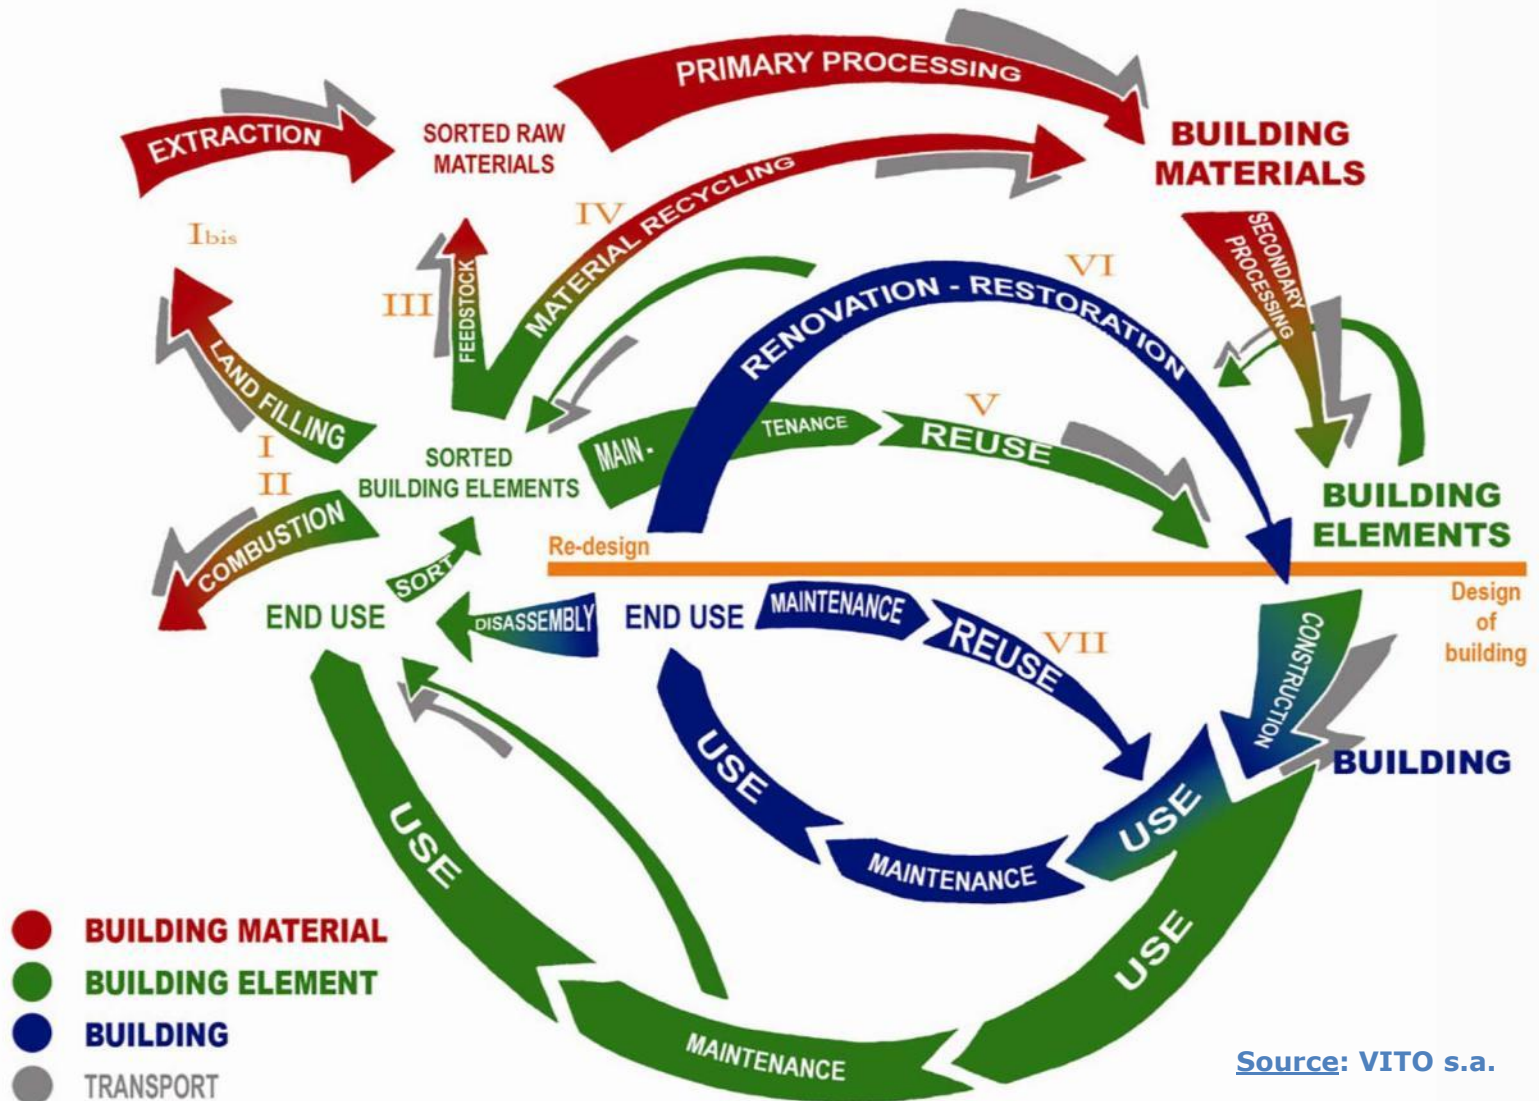 PRIMARY PROCESSING
EXTRACTION
SORTED RAW
MATERIALS
BUILDING
MATERIALS
MATERIAL RECYCLING
IV
Ibis
III
FEEDSTOCK
SECONDARY
PROCESSING
VI
RENOVATION - RESTORATION
LAND FILLING
I
II
V
MAIN-
TENANCE
REUSE
SORTED
BUILDING ELEMENTS
BUILDING
ELEMENTS
COMBUSTION
SORT
Re-design
Design
of
building
END USE
DISASSEMBLY
END USE
MAINTENANCE
REUSE
VII
CONSTRUCTION
BUILDING
USE
USE
MAINTENANCE
USE
USE
MAINTENANCE
BUILDING MATERIAL
BUILDING ELEMENT
BUILDING
TRANSPORT
Source: VITO s.a.